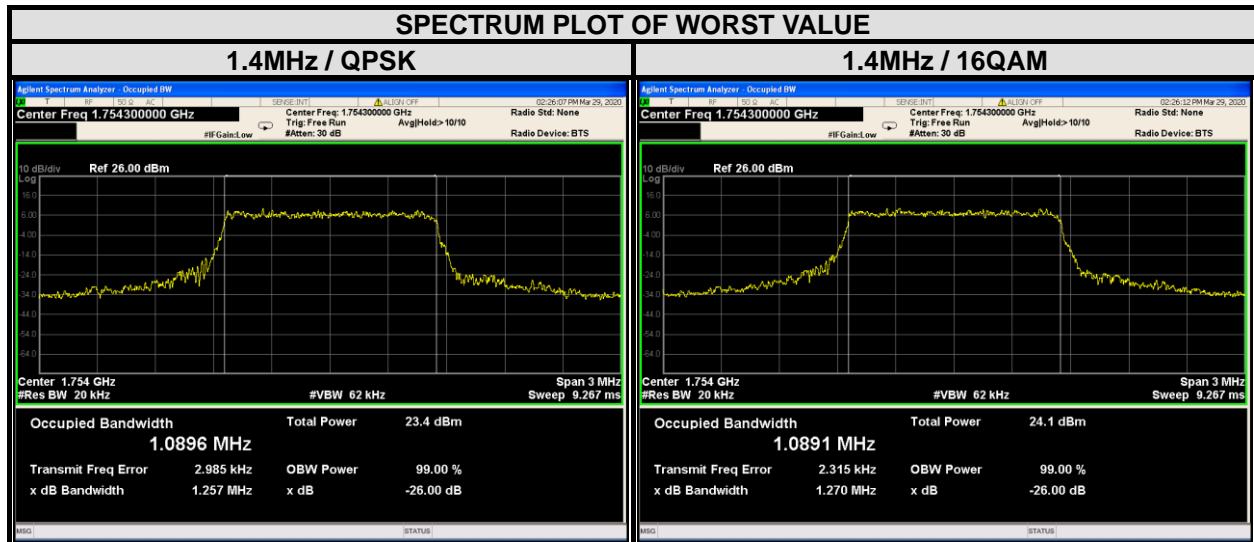 SPECTRUM PLOT OF WORST VALUE
1.4MHz / QPSK
1.4MHz / 16QAM
Agilent Spectrum Analyzer - Occupied BW
T RF 50 Ω AC SENSE:INT ALIGN OFF 02:26:07 PM Mar 29, 2020
Center Freq 1.754300000 GHz
Center Freq: 1.754300000 GHz
Radio Std: None
Trig: Free Run Avg|Hold:> 10/10
#IFGain:Low #Atten: 30 dB
Radio Device: BTS
10 dB/div Ref 26.00 dBm
Log
16.0
6.00
-4.00
-14.0
-24.0
-34.0
-44.0
-54.0
-64.0
Center 1.754 GHz Span 3 MHz
#Res BW 20 kHz #VBW 62 kHz Sweep 9.267 ms
Occupied Bandwidth Total Power 23.4 dBm
1.0896 MHz
Transmit Freq Error 2.985 kHz OBW Power 99.00 %
x dB Bandwidth 1.257 MHz x dB -26.00 dB
MSG STATUS
Agilent Spectrum Analyzer - Occupied BW
T RF 50 Ω AC SENSE:INT ALIGN OFF 02:26:12 PM Mar 29, 2020
Center Freq 1.754300000 GHz
Center Freq: 1.754300000 GHz
Radio Std: None
Trig: Free Run Avg|Hold:> 10/10
#IFGain:Low #Atten: 30 dB
Radio Device: BTS
10 dB/div Ref 26.00 dBm
Log
16.0
6.00
-4.00
-14.0
-24.0
-34.0
-44.0
-54.0
-64.0
Center 1.754 GHz Span 3 MHz
#Res BW 20 kHz #VBW 62 kHz Sweep 9.267 ms
Occupied Bandwidth Total Power 24.1 dBm
1.0891 MHz
Transmit Freq Error 2.315 kHz OBW Power 99.00 %
x dB Bandwidth 1.270 MHz x dB -26.00 dB
MSG STATUS